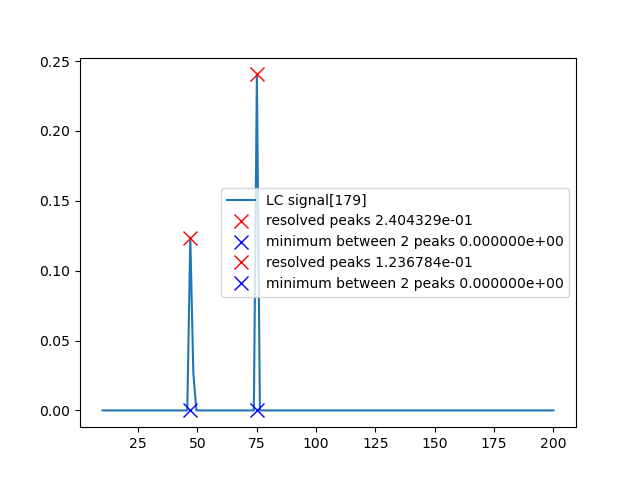 0.25
0.20
0.15
0.10
0.05
0.00
LC signal[179]
resolved peaks 2.404329e-01
minimum between 2 peaks 0.000000e+00
resolved peaks 1.236784e-01
minimum between 2 peaks 0.000000e+00
25 50 75 100 125 150 175 200